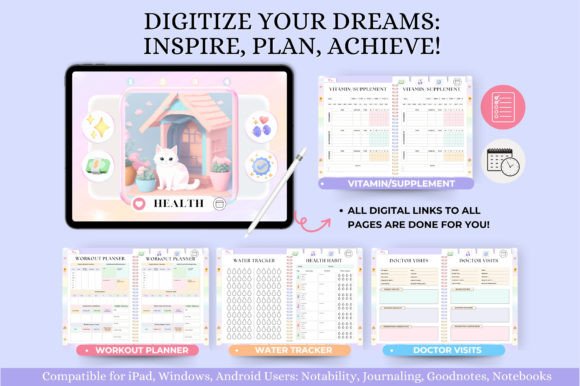 DIGITIZE YOUR DREAMS:
INSPIRE, PLAN, ACHIEVE!
HEALTH
VITAMIN/SUPPLEMENT
VITAMIN/SUPPLEMENT
VITAMIN/SUPPLEMENT
• ALL DIGITAL LINKS TO ALL
PAGES ARE DONE FOR YOU!
WORKOUT PLANNER
WORKOUT PLANNER
WORKOUT PLANNER
WATER TRACKER
HEALTH HABIT
WATER TRACKER
DOCTOR VISITS
DOCTOR VISITS
DOCTOR VISITS
Compatible for iPad, Windows, Android Users: Notability, Journaling, Goodnotes, Notebooks